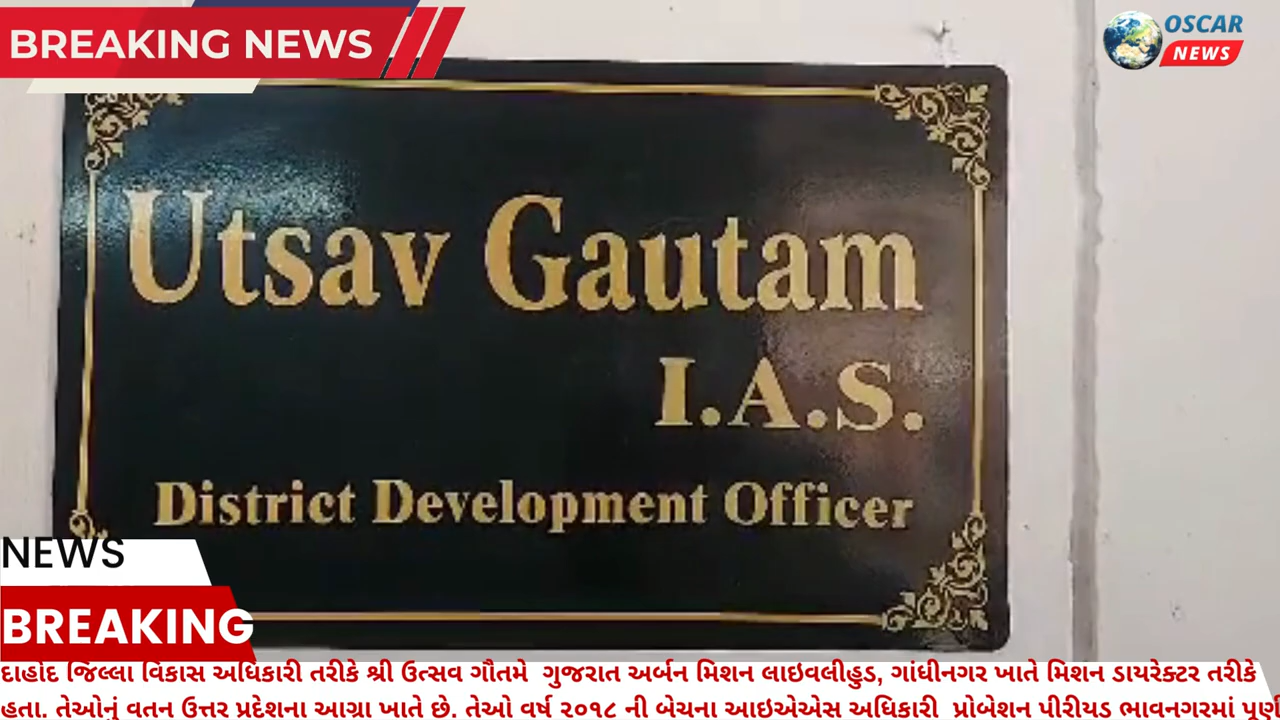 BREAKING NEWS
OSCAR
NEWS
Utsav Gautam
I.A.S.
District Development Officer
NEWS
BREAKING
દાહોદ જિલ્લા વિકાસ અધિકારી તરીકે શ્રી ઉત્સવ ગૌતમે ગુજરાત અર્બન મિશન લાઇવલીહુડ, ગાંધીનગર ખાતે મિશન ડાયરેક્ટર તરીકે
હતા. તેઓનું વતન ઉત્તર પ્રદેશના આગ્રા ખાતે છે. તેઓ વર્ષ ૨૦૧૮ ની બેચના આઇએએસ અધિકારી પ્રોબેશન પીરીયડ ભાવનગરમાં પૂર્ણ